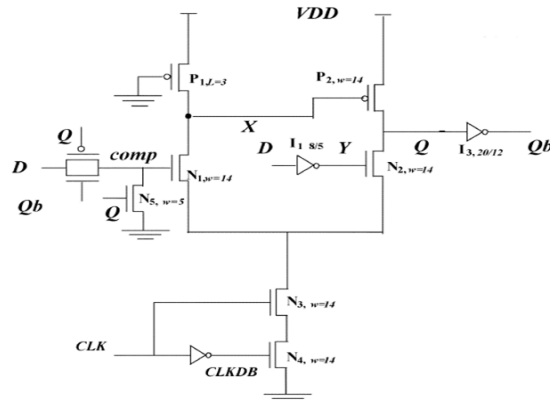 VDD
P1,L=3
P2, w=14
X
Q
D
comp
N1,w=14
D
I1 8/5
Y
Q
I3, 20/12
Qb
N2, w=14
Qb
Q
N5, w=5
N3, w=14
CLK
CLKDB
N4, w=14